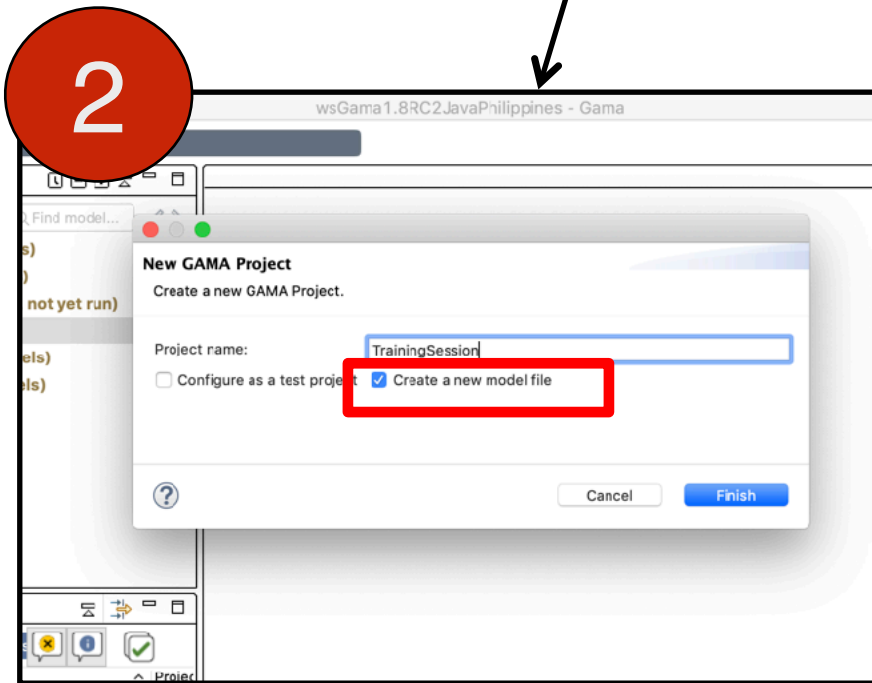 2
wsGama1.8RC2JavaPhilippines - Gama
Find model...
s)
)
not yet run)
els)
els)
New GAMA Project
Create a new GAMA Project.
Project name:
TrainingSession
Configure as a test project
Create a new model file
?
Cancel
Finish
Projec